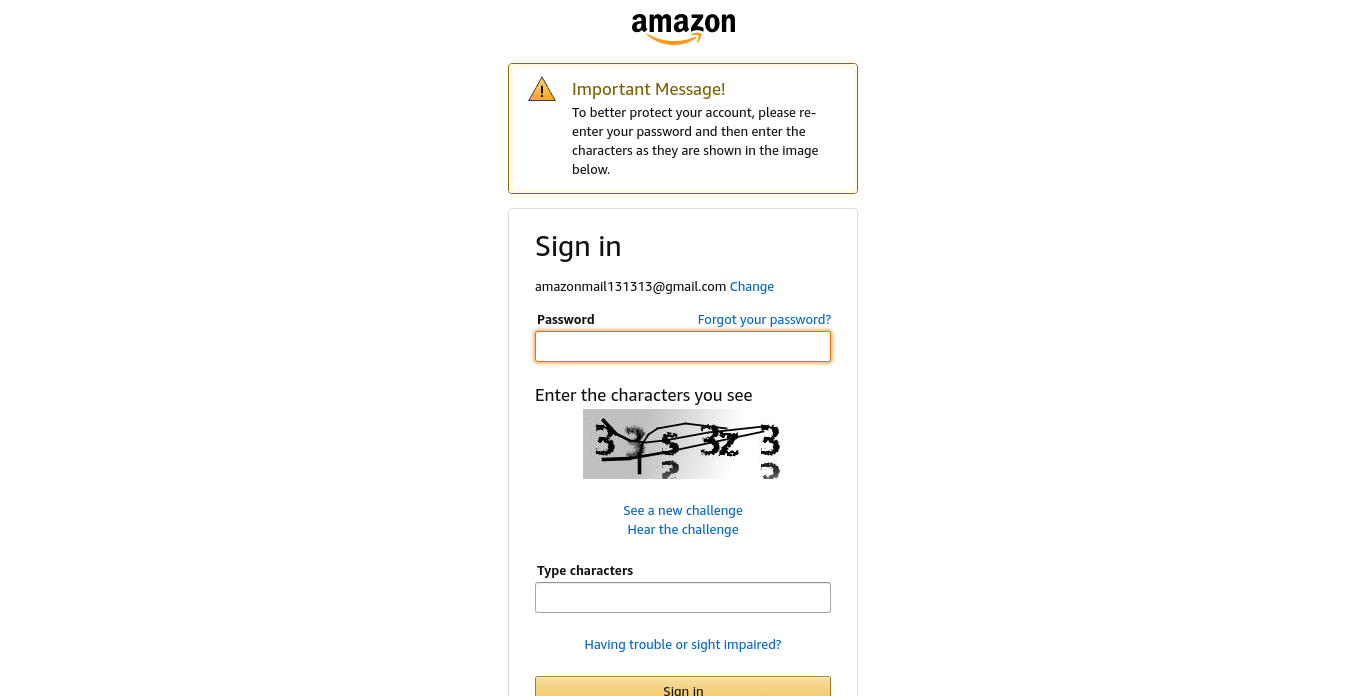 amazon
Important Message!
To better protect your account, please re-
enter your password and then enter the
characters as they are shown in the image
below.
Sign in
amazonmail131313@gmail.com Change
Password Forgot your password?
Enter the characters you see
See a new challenge
Hear the challenge
Type characters
Having trouble or sight impaired?
Sign in